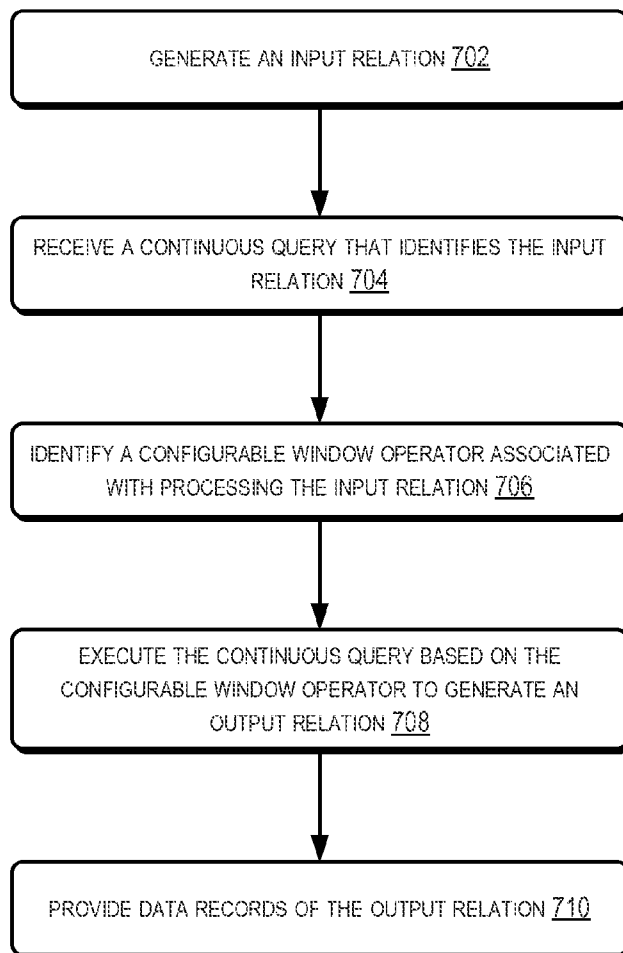 GENERATE AN INPUT RELATION 702
RECEIVE A CONTINUOUS QUERY THAT IDENTIFIES THE INPUT
RELATION 704
IDENTIFY A CONFIGURABLE WINDOW OPERATOR ASSOCIATED
WITH PROCESSING THE INPUT RELATION 706
EXECUTE THE CONTINUOUS QUERY BASED ON THE
CONFIGURABLE WINDOW OPERATOR TO GENERATE AN
OUTPUT RELATION 708
PROVIDE DATA RECORDS OF THE OUTPUT RELATION 710